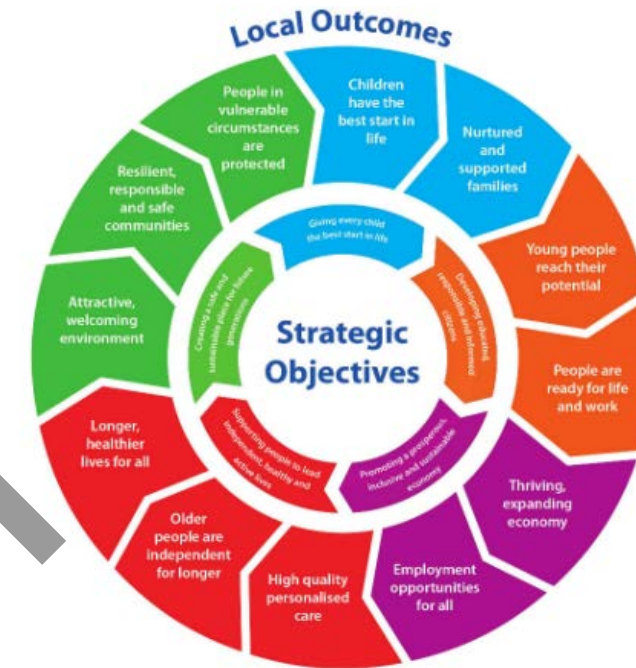 Local Outcomes
Children
have the
best start in
life
Nurtured
and
supported
families
Young people
reach their
potential
People are
ready for life
and work
Thriving,
expanding
economy
Employment
opportunities
for all
High quality
personalised
care
Older
people are
independent
for longer
Longer,
healthier
lives for all
Attractive,
welcoming
environment
Resilient,
responsible
and safe
communities
People in
vulnerable
circumstances
are
protected
Giving every child
the best start in life
Developing educated,
responsible and informed
citizens
Promoting a prosperous,
inclusive and sustainable
economy
Supporting people to lead
independent, healthy and
active lives
Creating a safe and
sustainable place for future
generations
Strategic
Objectives